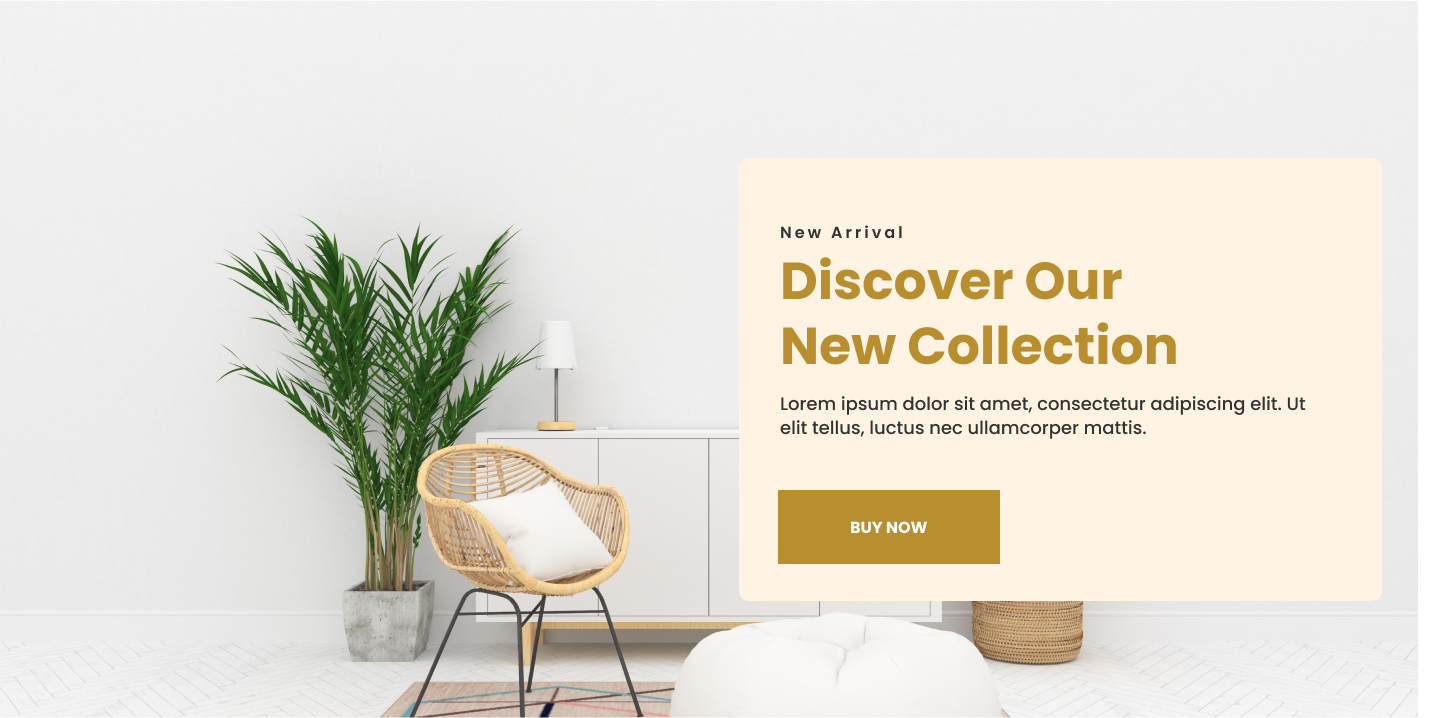 New Arrival
Discover Our
New Collection
Lorem ipsum dolor sit amet, consectetur adipiscing elit. Ut
elit tellus, luctus nec ullamcorper mattis.
BUY NOW